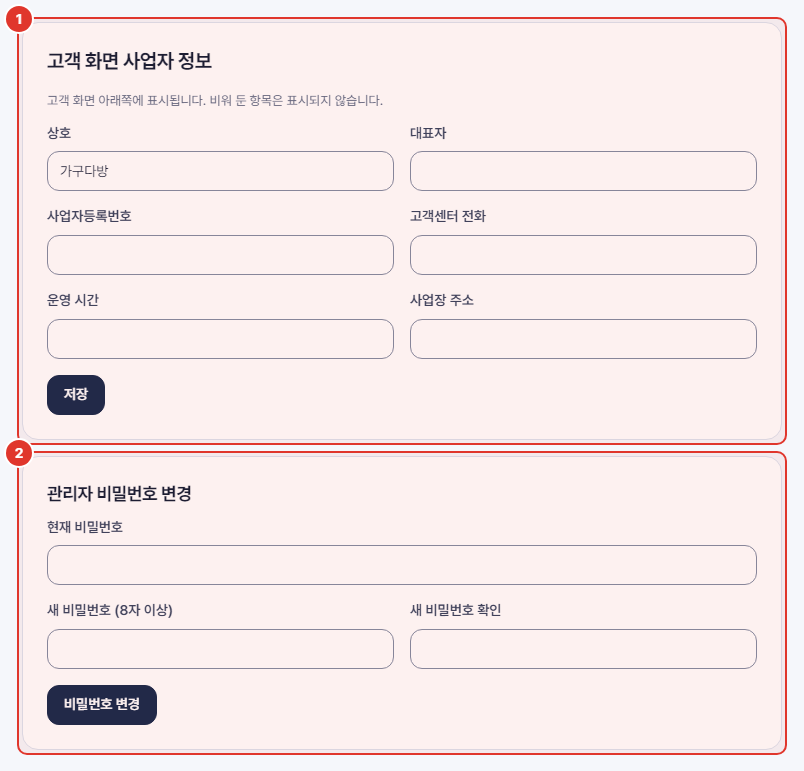 1
고객 화면 사업자 정보
고객 화면 아래쪽에 표시됩니다. 비워 둔 항목은 표시되지 않습니다.
상호
대표자
가구다방
사업자등록번호
고객센터 전화
운영 시간
사업장 주소
저장
2
관리자 비밀번호 변경
현재 비밀번호
새 비밀번호 (8자 이상)
새 비밀번호 확인
비밀번호 변경